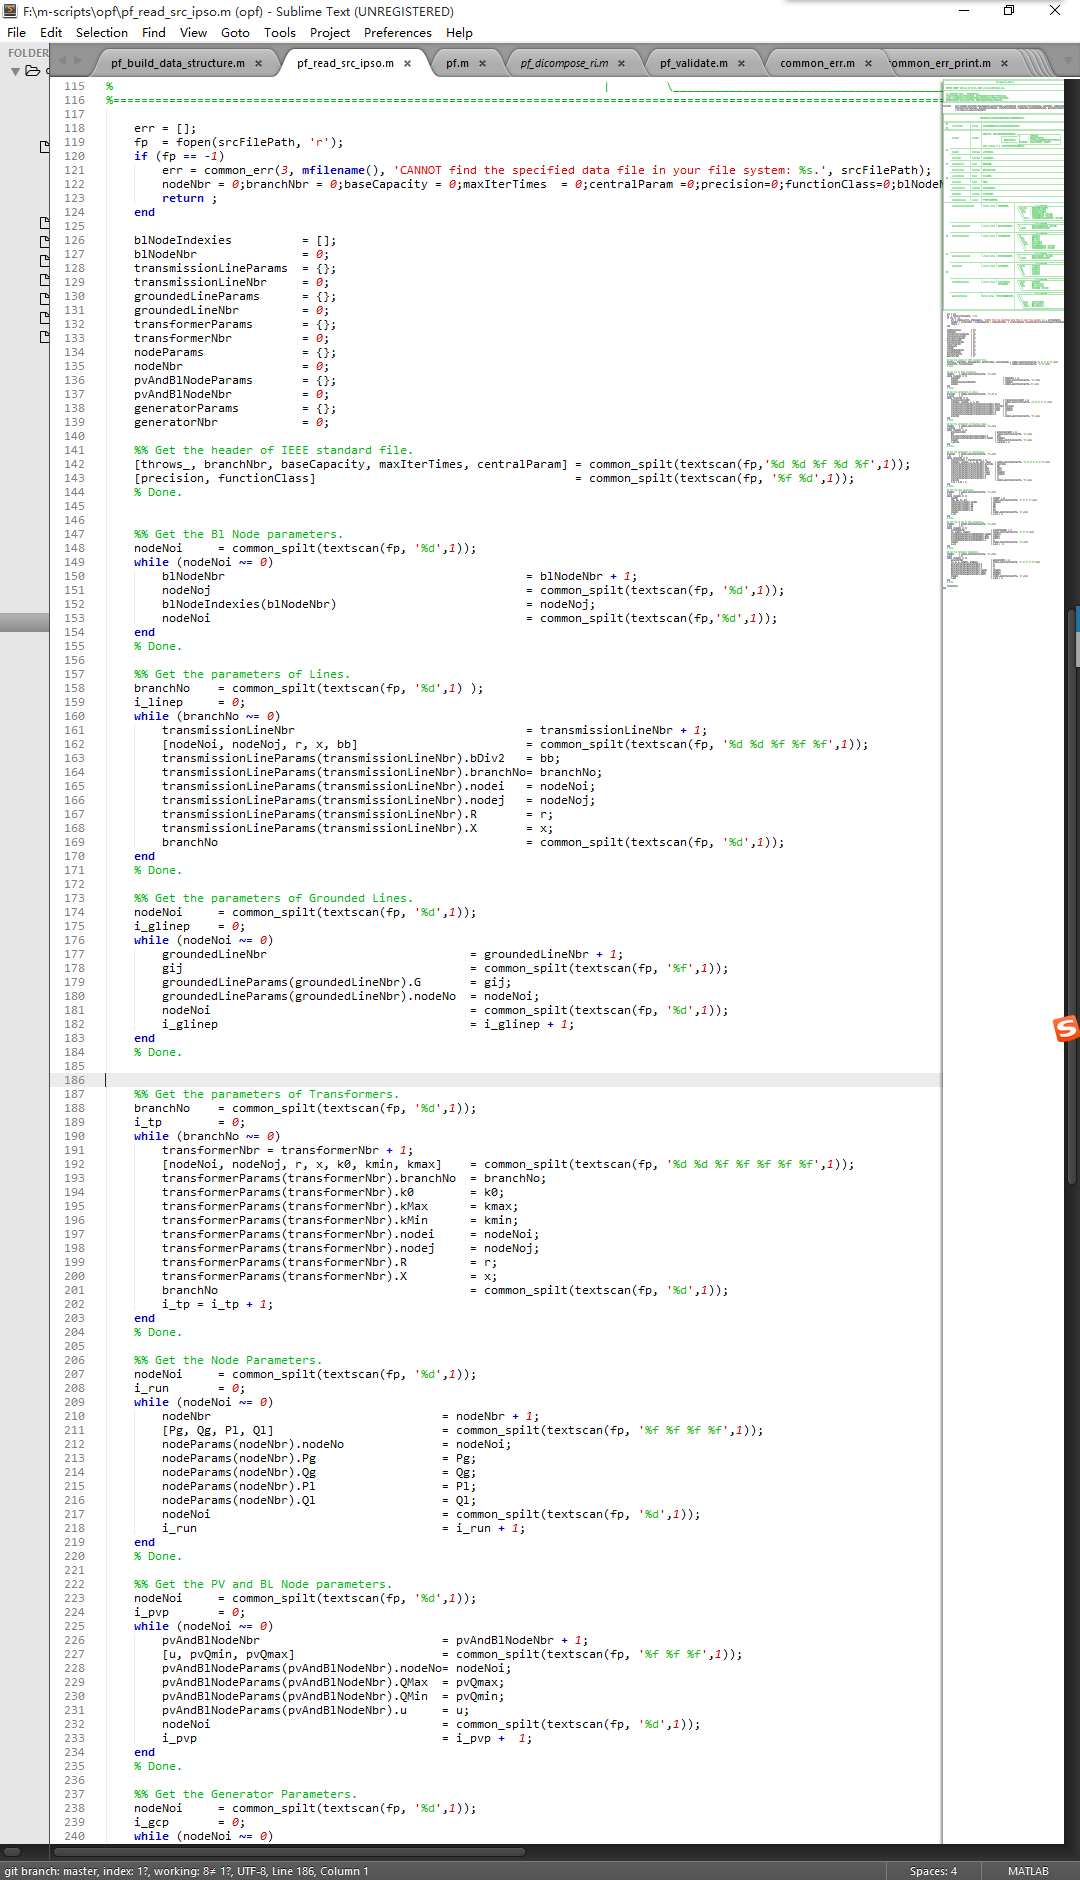 F:\m-scripts\opf\pf_read_src_ipso.m (opf) - Sublime Text (UNREGISTERED)
File Edit Selection Find View Goto Tools Project Preferences Help
FOLDER
pf_build_data_structure.m × pf_read_src_ipso.m × pf.m × pf_dicompose_ri.m × pf_validate.m × common_err.m × ommon_err_print.m ×
115 % | \______________________________________
116 %=======================================================================================================================
117
118 err = [];
119 fp = fopen(srcFilePath, 'r');
120 if (fp == -1)
121 err = common_err(3, mfilename(), 'CANNOT find the specified data file in your file system: %s.', srcFilePath);
122 nodeNbr = 0;branchNbr = 0;baseCapacity = 0;maxIterTimes = 0;centralParam =0;precision=0;functionClass=0;blNodeN
123 return ;
124 end
125
126 blNodeIndexies = [];
127 blNodeNbr = 0;
128 transmissionLineParams = {};
129 transmissionLineNbr = 0;
130 groundedLineParams = {};
131 groundedLineNbr = 0;
132 transformerParams = {};
133 transformerNbr = 0;
134 nodeParams = {};
135 nodeNbr = 0;
136 pvAndBlNodeParams = {};
137 pvAndBlNodeNbr = 0;
138 generatorParams = {};
139 generatorNbr = 0;
140
141 %% Get the header of IEEE standard file.
142 [throws_, branchNbr, baseCapacity, maxIterTimes, centralParam] = common_spilt(textscan(fp,'%d %d %f %d %f',1));
143 [precision, functionClass] = common_spilt(textscan(fp, '%f %d',1));
144 % Done.
145
146
147 %% Get the Bl Node parameters.
148 nodeNoi = common_spilt(textscan(fp, '%d',1));
149 while (nodeNoi ~= 0)
150 blNodeNbr = blNodeNbr + 1;
151 nodeNoj = common_spilt(textscan(fp, '%d',1));
152 blNodeIndexies(blNodeNbr) = nodeNoj;
153 nodeNoi = common_spilt(textscan(fp,'%d',1));
154 end
155 % Done.
156
157 %% Get the parameters of Lines.
158 branchNo = common_spilt(textscan(fp, '%d',1) );
159 i_linep = 0;
160 while (branchNo ~= 0)
161 transmissionLineNbr = transmissionLineNbr + 1;
162 [nodeNoi, nodeNoj, r, x, bb] = common_spilt(textscan(fp, '%d %d %f %f %f',1));
163 transmissionLineParams(transmissionLineNbr).bDiv2 = bb;
164 transmissionLineParams(transmissionLineNbr).branchNo= branchNo;
165 transmissionLineParams(transmissionLineNbr).nodei = nodeNoi;
166 transmissionLineParams(transmissionLineNbr).nodej = nodeNoj;
167 transmissionLineParams(transmissionLineNbr).R = r;
168 transmissionLineParams(transmissionLineNbr).X = x;
169 branchNo = common_spilt(textscan(fp, '%d',1));
170 end
171 % Done.
172
173 %% Get the parameters of Grounded Lines.
174 nodeNoi = common_spilt(textscan(fp, '%d',1));
175 i_glinep = 0;
176 while (nodeNoi ~= 0)
177 groundedLineNbr = groundedLineNbr + 1;
178 gij = common_spilt(textscan(fp, '%f',1));
179 groundedLineParams(groundedLineNbr).G = gij;
180 groundedLineParams(groundedLineNbr).nodeNo = nodeNoi;
181 nodeNoi = common_spilt(textscan(fp, '%d',1));
182 i_glinep = i_glinep + 1;
183 end
184 % Done.
185
186
187 %% Get the parameters of Transformers.
188 branchNo = common_spilt(textscan(fp, '%d',1));
189 i_tp = 0;
190 while (branchNo ~= 0)
191 transformerNbr = transformerNbr + 1;
192 [nodeNoi, nodeNoj, r, x, k0, kmin, kmax] = common_spilt(textscan(fp, '%d %d %f %f %f %f %f',1));
193 transformerParams(transformerNbr).branchNo = branchNo;
194 transformerParams(transformerNbr).k0 = k0;
195 transformerParams(transformerNbr).kMax = kmax;
196 transformerParams(transformerNbr).kMin = kmin;
197 transformerParams(transformerNbr).nodei = nodeNoi;
198 transformerParams(transformerNbr).nodej = nodeNoj;
199 transformerParams(transformerNbr).R = r;
200 transformerParams(transformerNbr).X = x;
201 branchNo = common_spilt(textscan(fp, '%d',1));
202 i_tp = i_tp + 1;
203 end
204 % Done.
205
206 %% Get the Node Parameters.
207 nodeNoi = common_spilt(textscan(fp, '%d',1));
208 i_run = 0;
209 while (nodeNoi ~= 0)
210 nodeNbr = nodeNbr + 1;
211 [Pg, Qg, Pl, Ql] = common_spilt(textscan(fp, '%f %f %f %f',1));
212 nodeParams(nodeNbr).nodeNo = nodeNoi;
213 nodeParams(nodeNbr).Pg = Pg;
214 nodeParams(nodeNbr).Qg = Qg;
215 nodeParams(nodeNbr).Pl = Pl;
216 nodeParams(nodeNbr).Ql = Ql;
217 nodeNoi = common_spilt(textscan(fp, '%d',1));
218 i_run = i_run + 1;
219 end
220 % Done.
221
222 %% Get the PV and BL Node parameters.
223 nodeNoi = common_spilt(textscan(fp, '%d',1));
224 i_pvp = 0;
225 while (nodeNoi ~= 0)
226 pvAndBlNodeNbr = pvAndBlNodeNbr + 1;
227 [u, pvQmin, pvQmax] = common_spilt(textscan(fp, '%f %f %f',1));
228 pvAndBlNodeParams(pvAndBlNodeNbr).nodeNo= nodeNoi;
229 pvAndBlNodeParams(pvAndBlNodeNbr).QMax = pvQmax;
230 pvAndBlNodeParams(pvAndBlNodeNbr).QMin = pvQmin;
231 pvAndBlNodeParams(pvAndBlNodeNbr).u = u;
232 nodeNoi = common_spilt(textscan(fp, '%d',1));
233 i_pvp = i_pvp + 1;
234 end
235 % Done.
236
237 %% Get the Generator Parameters.
238 nodeNoi = common_spilt(textscan(fp, '%d',1));
239 i_gcp = 0;
240 while (nodeNoi ~= 0)
git branch: master, index: 1?, working: 8≠ 1?, UTF-8, Line 186, Column 1 Spaces: 4 MATLAB